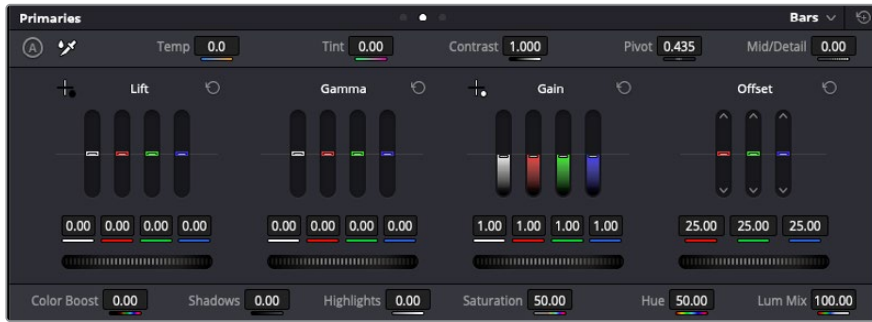 Primaries Bars
A Temp 0.0 Tint 0.00 Contrast 1.000 Pivot 0.435 Mid/Detail 0.00
Lift Gamma Gain Offset
0.00 0.00 0.00 0.00 0.00 0.00 0.00 0.00 1.00 1.00 1.00 1.00 25.00 25.00 25.00
Color Boost 0.00 Shadows 0.00 Highlights 0.00 Saturation 50.00 Hue 50.00 Lum Mix 100.00